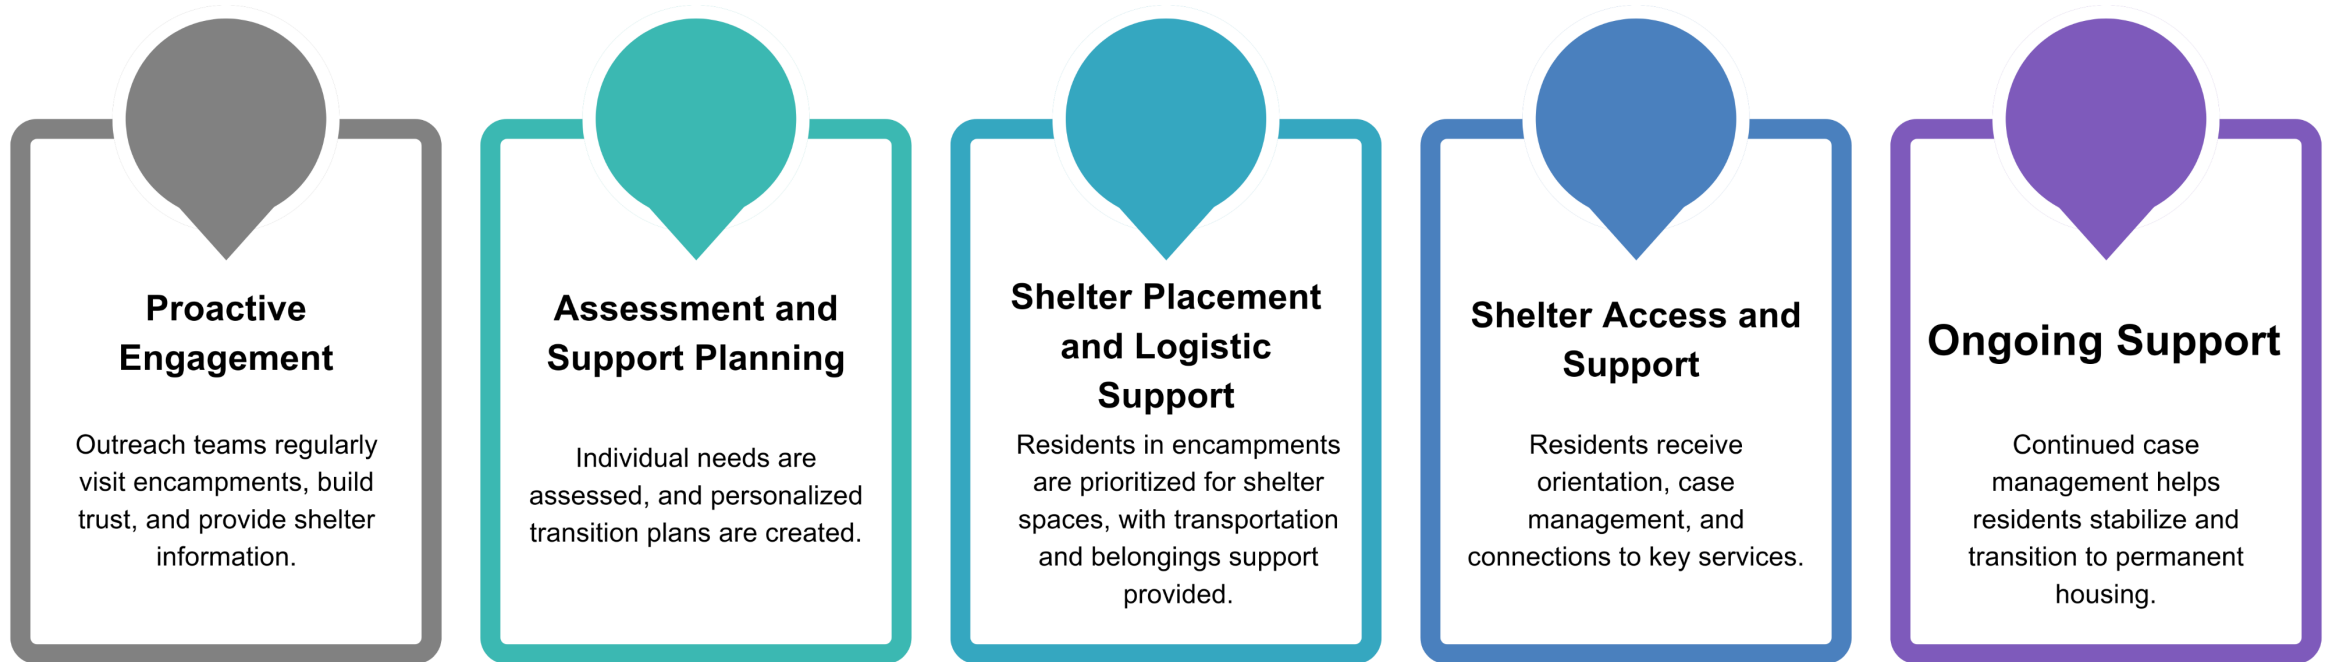 Proactive
Engagement
Outreach teams regularly
visit encampments, build
trust, and provide shelter
information.
Assessment and
Support Planning
Individual needs are
assessed, and personalized
transition plans are created.
Shelter Placement
and Logistic
Support
Residents in encampments
are prioritized for shelter
spaces, with transportation
and belongings support
provided.
Shelter Access and
Support
Residents receive
orientation, case
management, and
connections to key services.
Ongoing Support
Continued case
management helps
residents stabilize and
transition to permanent
housing.